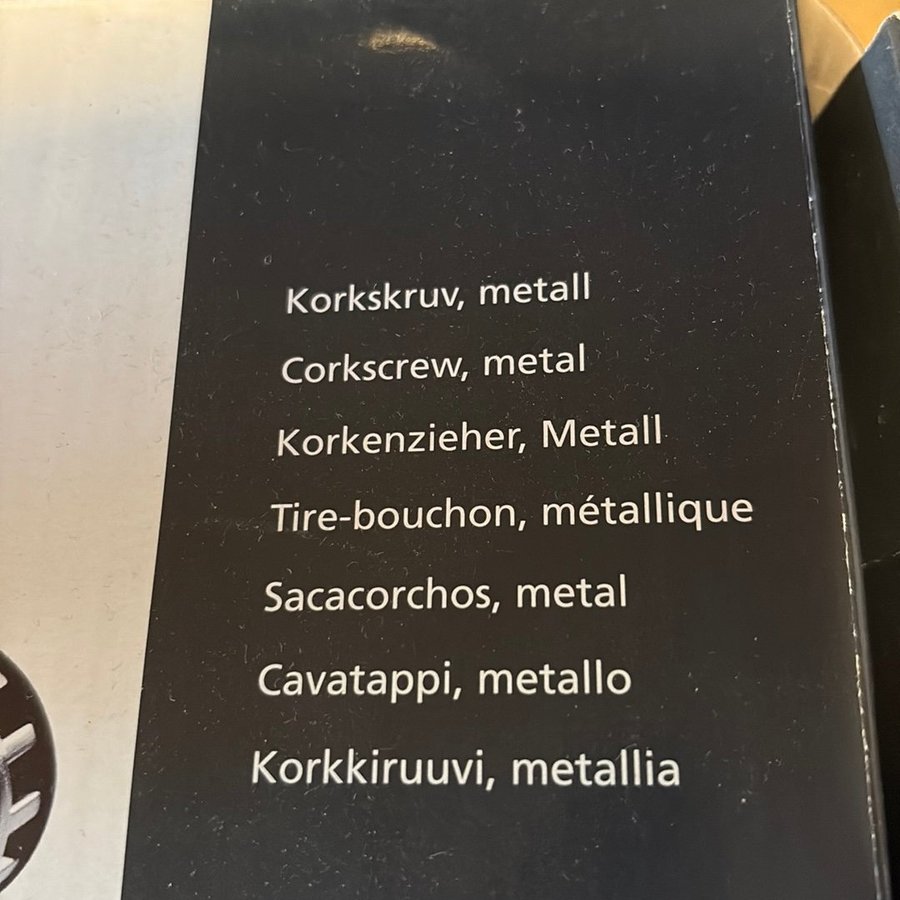 Korkskruv, metall
Corkscrew, metal
Korkenzieher, Metall
Tire-bouchon, métallique
Sacacorchos, metal
Cavatappi, metallo
Korkkiruuvi, metallia